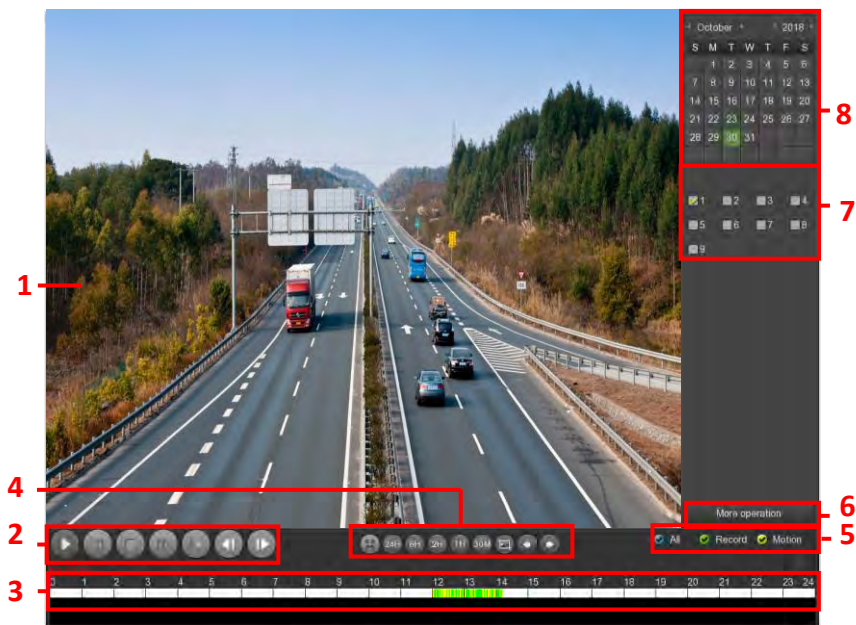 October 2018
S M T W T F S
1 2 3 4 5 6
7 8 9 10 11 12 13
14 15 16 17 18 19 20
21 22 23 24 25 26 27
28 29 30 31
8
1 2 3 4
7
5 6 7 8
9
1
4
More operation
6
2
24H 8H 2H 1H 30M
All Record Motion
5
3
0 1 2 3 4 5 6 7 8 9 10 11 12 13 14 15 16 17 18 19 20 21 22 23 24